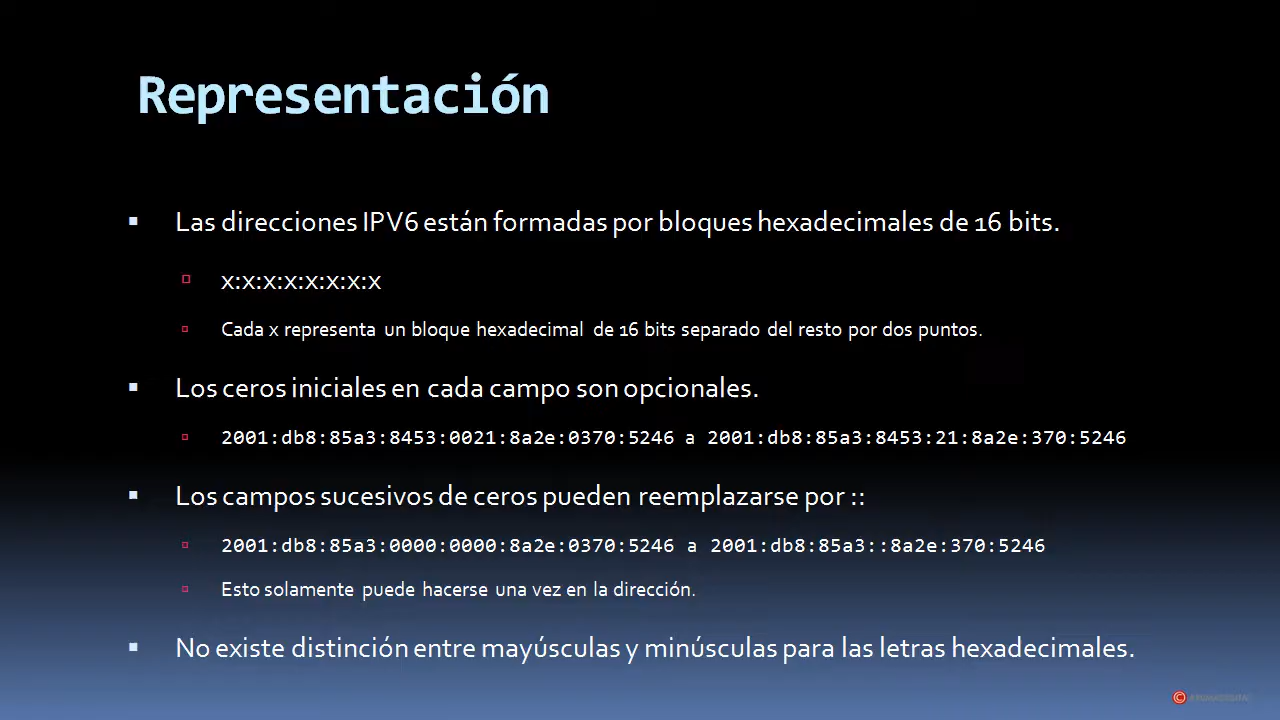 Representación
Las direcciones IPV6 están formadas por bloques hexadecimales de 16 bits.
x:x:x:x:x:x:x:x
Cada x representa un bloque hexadecimal de 16 bits separado del resto por dos puntos.
Los ceros iniciales en cada campo son opcionales.
2001:db8:85a3:8453:0021:8a2e:0370:5246 a 2001:db8:85a3:8453:21:8a2e:370:5246
Los campos sucesivos de ceros pueden reemplazarse por ::
2001:db8:85a3:0000:0000:8a2e:0370:5246 a 2001:db8:85a3::8a2e:370:5246
Esto solamente puede hacerse una vez en la dirección.
No existe distinción entre mayúsculas y minúsculas para las letras hexadecimales.
©